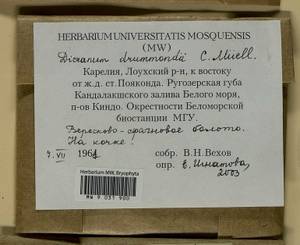 HERBARIUM UNIVERSITATIS MOSQUENSIS
(MW)
Dicranum drummondii C. Muell.
Карелия, Лоухский р-н, к востоку
от ж.д. ст. Пояконда. Ругозерская губа
Кандалакшского залива Белого моря,
п-ов Киндо. Окрестности Беломорской
биостанции МГУ.
Вересково-сфагновое болото.
На кочке.
4. VII 1961 собр. В.Н.Вехов
опр. Е. Игнатова,
2003
Herbarium MW, Bryophyta
MW 9 031 900